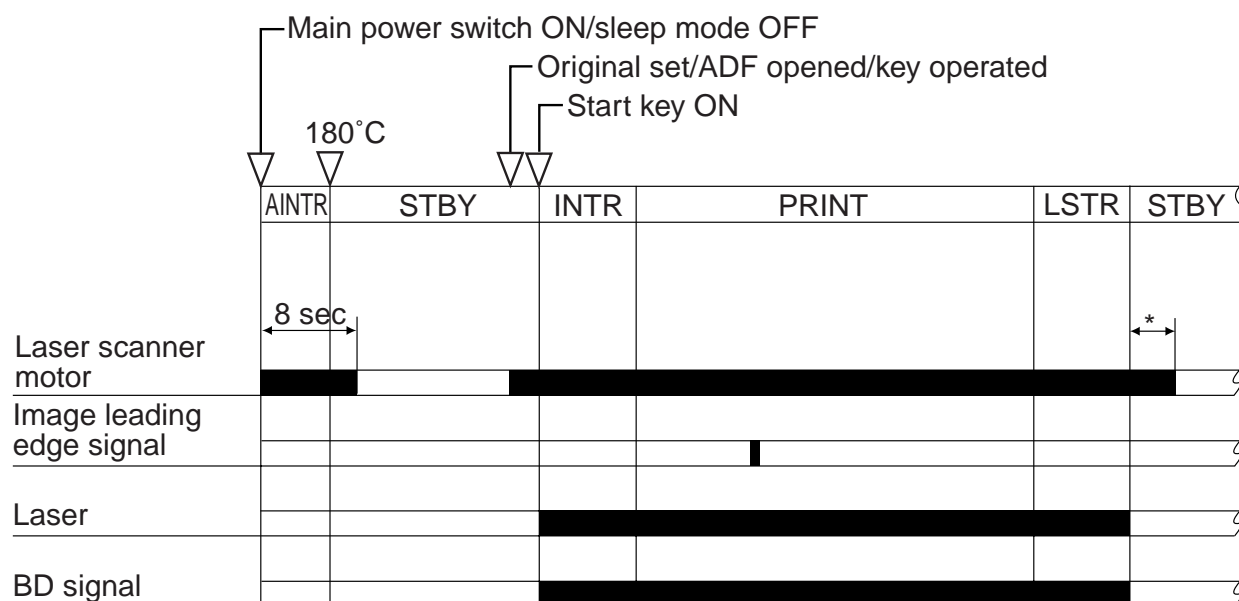 Main power switch ON/sleep mode OFF
Original set/ADF opened/key operated
Start key ON
180˚C
AINTR STBY INTR PRINT LSTR STBY
8 sec
*
Laser scanner
motor
Image leading
edge signal
Laser
BD signal